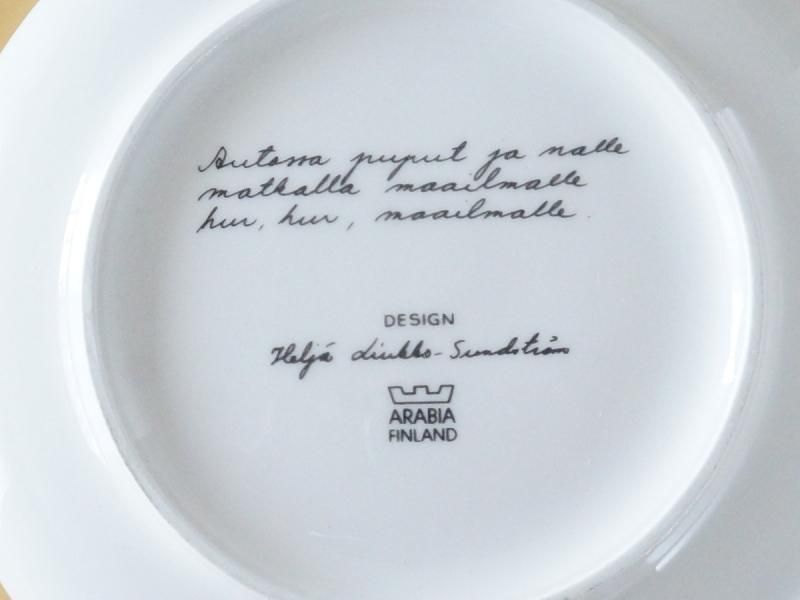 Autossa puput ja nalle
matkalla maailmalle
hur, hur, maailmalle.
DESIGN
Heljä Liukko-Sundström
ARABIA
FINLAND